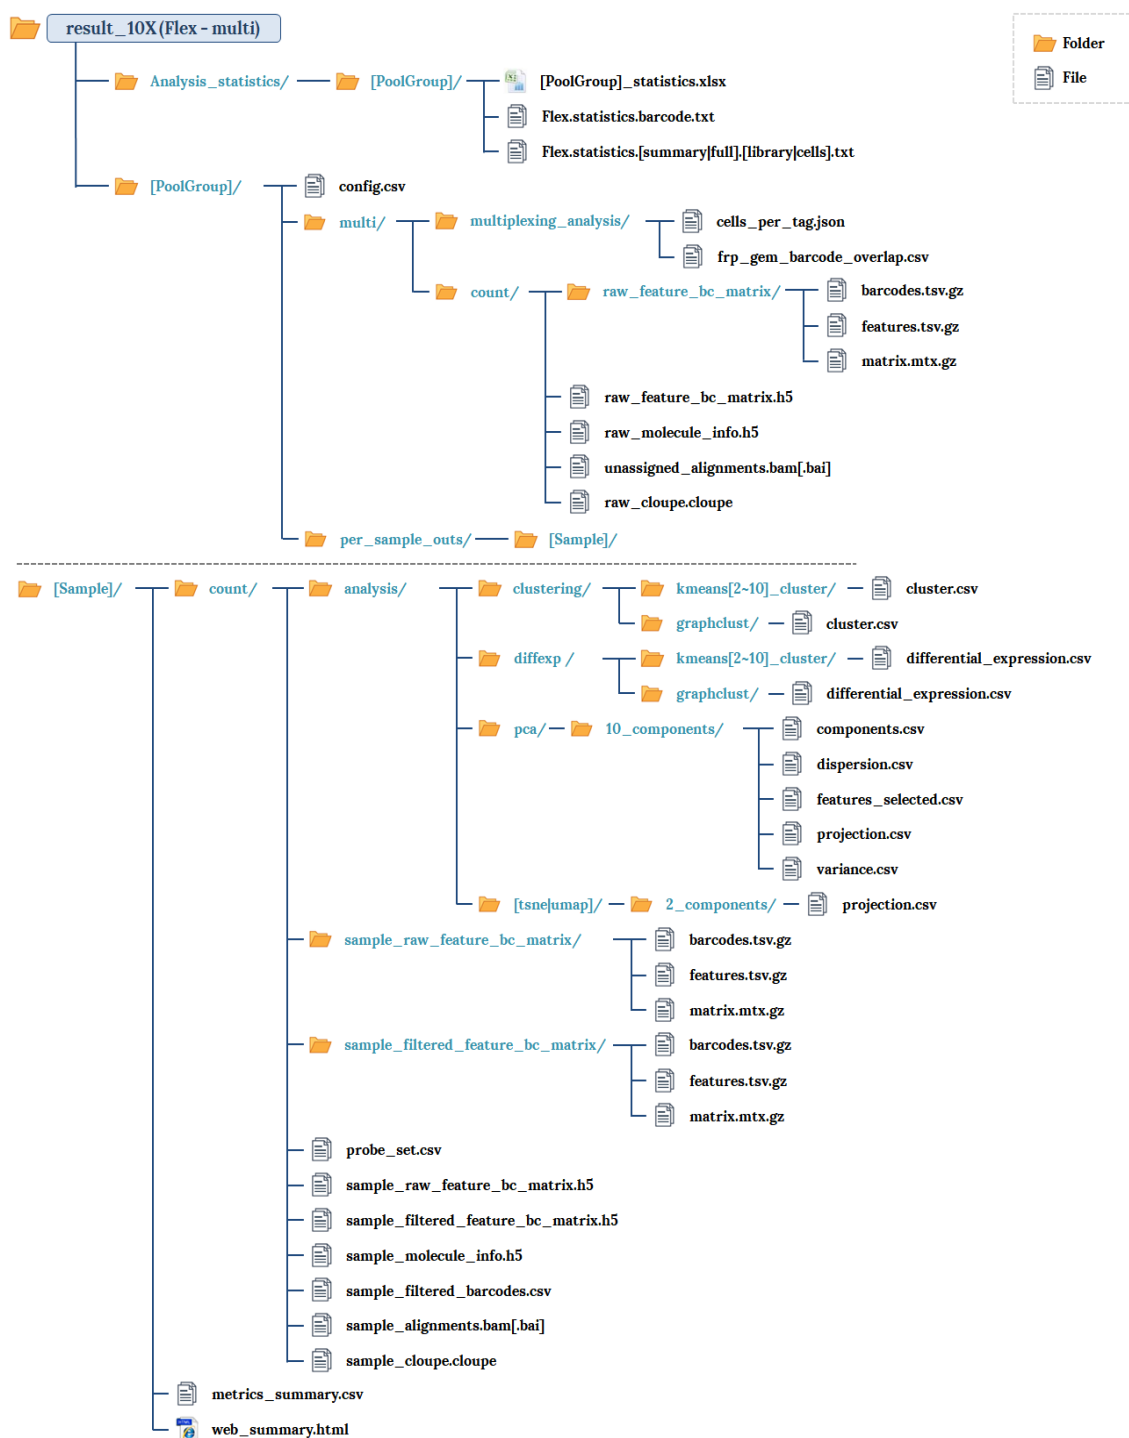 result_10X (Flex - multi)
Folder
File
Analysis_statistics/
[PoolGroup]/
[PoolGroup]_statistics.xlsx
Flex.statistics.barcode.txt
Flex.statistics.[summary|full].[library|cells].txt
[PoolGroup]/
config.csv
multi/
multiplexing_analysis/
cells_per_tag.json
frp_gem_barcode_overlap.csv
count/
raw_feature_bc_matrix/
barcodes.tsv.gz
features.tsv.gz
matrix.mtx.gz
raw_feature_bc_matrix.h5
raw_molecule_info.h5
unassigned_alignments.bam[.bai]
raw_cloupe.cloupe
per_sample_outs/
[Sample]/
[Sample]/
count/
analysis/
clustering/
kmeans[2~10]_cluster/
cluster.csv
graphclust/
cluster.csv
diffexp /
kmeans[2~10]_cluster/
differential_expression.csv
graphclust/
differential_expression.csv
pca/
10_components/
components.csv
dispersion.csv
features_selected.csv
projection.csv
variance.csv
[tsne|umap]/
2_components/
projection.csv
sample_raw_feature_bc_matrix/
barcodes.tsv.gz
features.tsv.gz
matrix.mtx.gz
sample_filtered_feature_bc_matrix/
barcodes.tsv.gz
features.tsv.gz
matrix.mtx.gz
probe_set.csv
sample_raw_feature_bc_matrix.h5
sample_filtered_feature_bc_matrix.h5
sample_molecule_info.h5
sample_filtered_barcodes.csv
sample_alignments.bam[.bai]
sample_cloupe.cloupe
metrics_summary.csv
web_summary.html